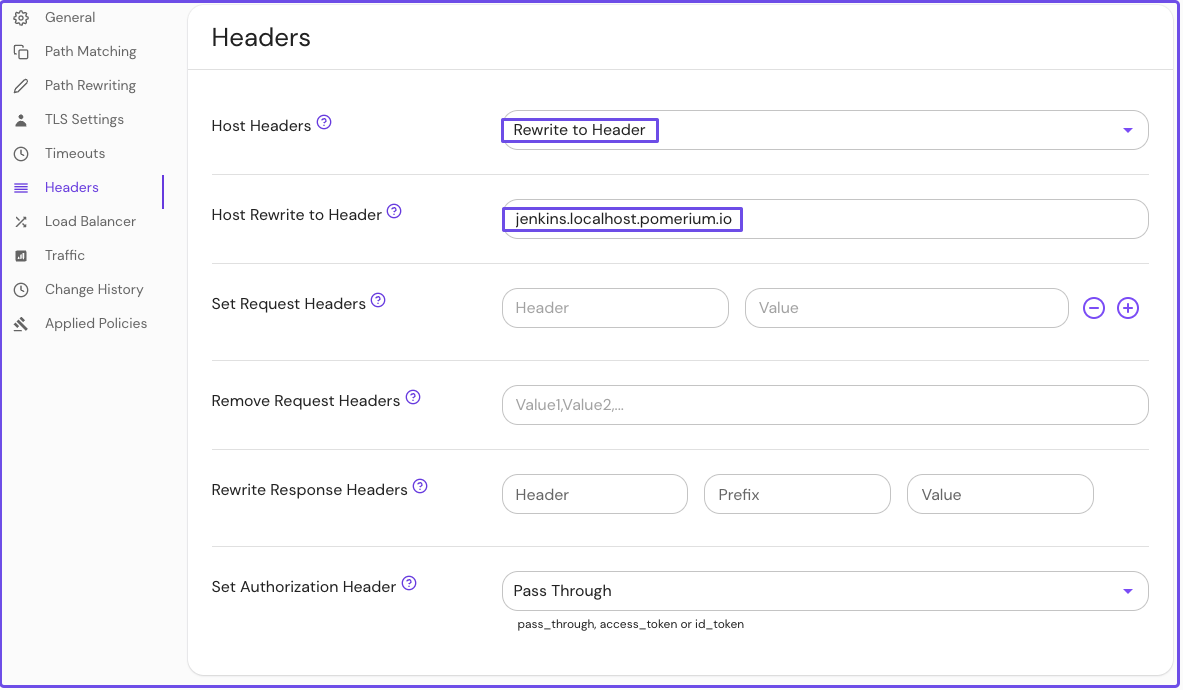 General
Path Matching
Path Rewriting
TLS Settings
Timeouts
Headers
Load Balancer
Traffic
Change History
Applied Policies
Headers
Host Headers ?
Rewrite to Header
Host Rewrite to Header ?
jenkins.localhost.pomerium.io
Set Request Headers ?
Header Value
Remove Request Headers ?
Value1,Value2,...
Rewrite Response Headers ?
Header Prefix Value
Set Authorization Header ?
Pass Through
pass_through, access_token or id_token